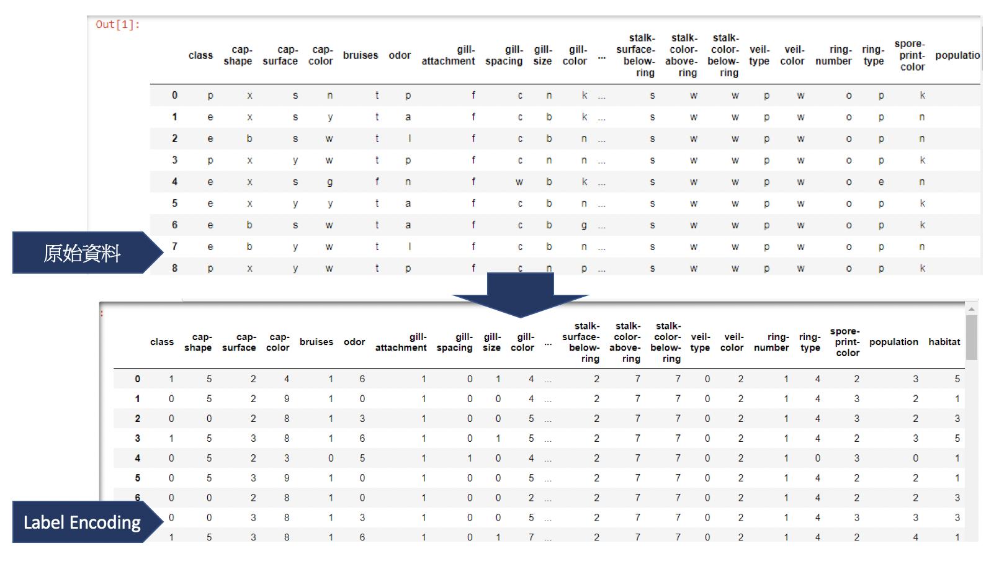 Out[1]:
class cap-shape cap-surface cap-color bruises odor gill-attachment gill-spacing gill-size gill-color ... stalk-surface-below-ring stalk-color-above-ring stalk-color-below-ring veil-type veil-color ring-number ring-type spore-print-color populatio
0 p x s n t p f c n k ... s w w p w o p k
1 e x s y t a f c b k ... s w w p w o p n
2 e b s w t l f c b n ... s w w p w o p n
3 p x y w t p f c n n ... s w w p w o p k
4 e x s g f n f w b k ... s w w p w o e n
5 e x y y t a f c b n ... s w w p w o p k
6 e b s w t a f c b g ... s w w p w o p k
原始資料
7 e b y w t l f c b n ... s w w p w o p n
8 p x y w t p f c n p ... s w w p w o p k
:
class cap-shape cap-surface cap-color bruises odor gill-attachment gill-spacing gill-size gill-color ... stalk-surface-below-ring stalk-color-above-ring stalk-color-below-ring veil-type veil-color ring-number ring-type spore-print-color population habitat
0 1 5 2 4 1 6 1 0 1 4 ... 2 7 7 0 2 1 4 2 3 5
1 0 5 2 9 1 0 1 0 0 4 ... 2 7 7 0 2 1 4 3 2 1
2 0 0 2 8 1 3 1 0 0 5 ... 2 7 7 0 2 1 4 3 2 3
3 1 5 3 8 1 6 1 0 1 5 ... 2 7 7 0 2 1 4 2 3 5
4 0 5 2 3 0 5 1 1 0 4 ... 2 7 7 0 2 1 0 3 0 1
5 0 5 3 9 1 0 1 0 0 5 ... 2 7 7 0 2 1 4 2 2 1
6 0 0 2 8 1 0 1 0 0 2 ... 2 7 7 0 2 1 4 2 2 3
Label Encoding
0 0 3 8 1 3 1 0 0 5 ... 2 7 7 0 2 1 4 3 3 3
1 5 3 8 1 6 1 0 1 7 ... 2 7 7 0 2 1 4 2 4 1